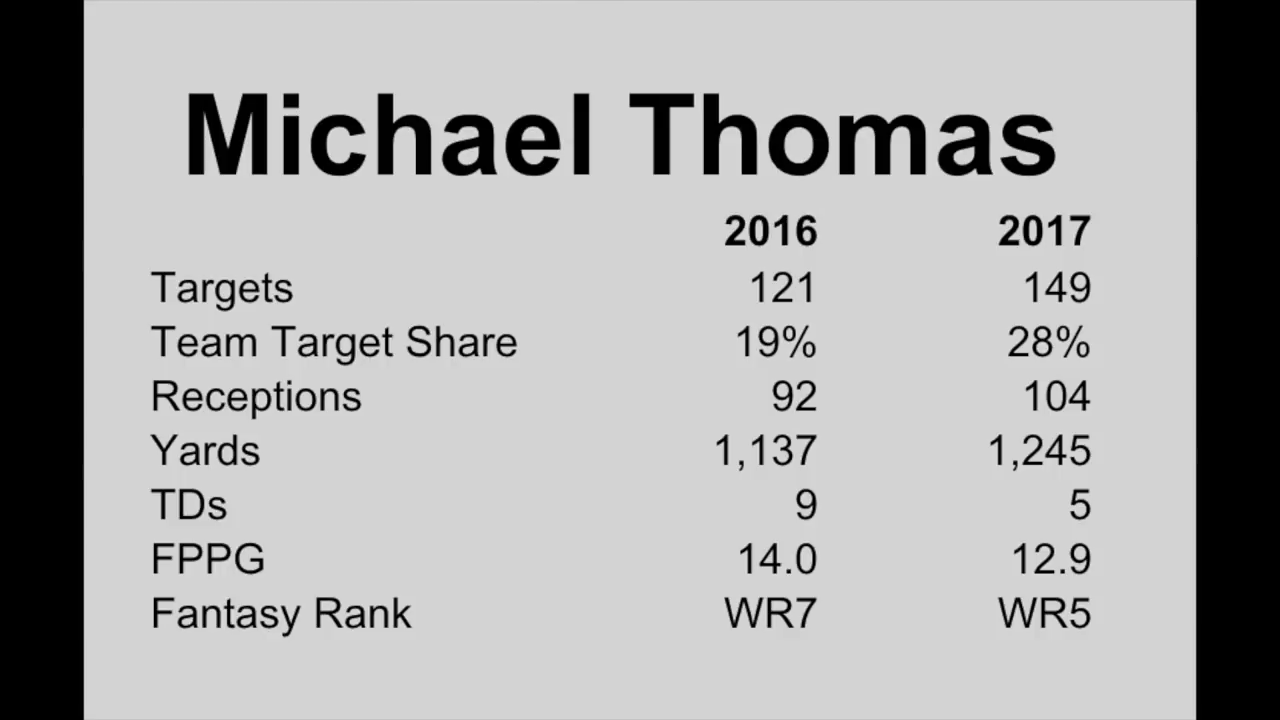 Michael Thomas
2016 2017
Targets 121 149
Team Target Share 19% 28%
Receptions 92 104
Yards 1,137 1,245
TDs 9 5
FPPG 14.0 12.9
Fantasy Rank WR7 WR5